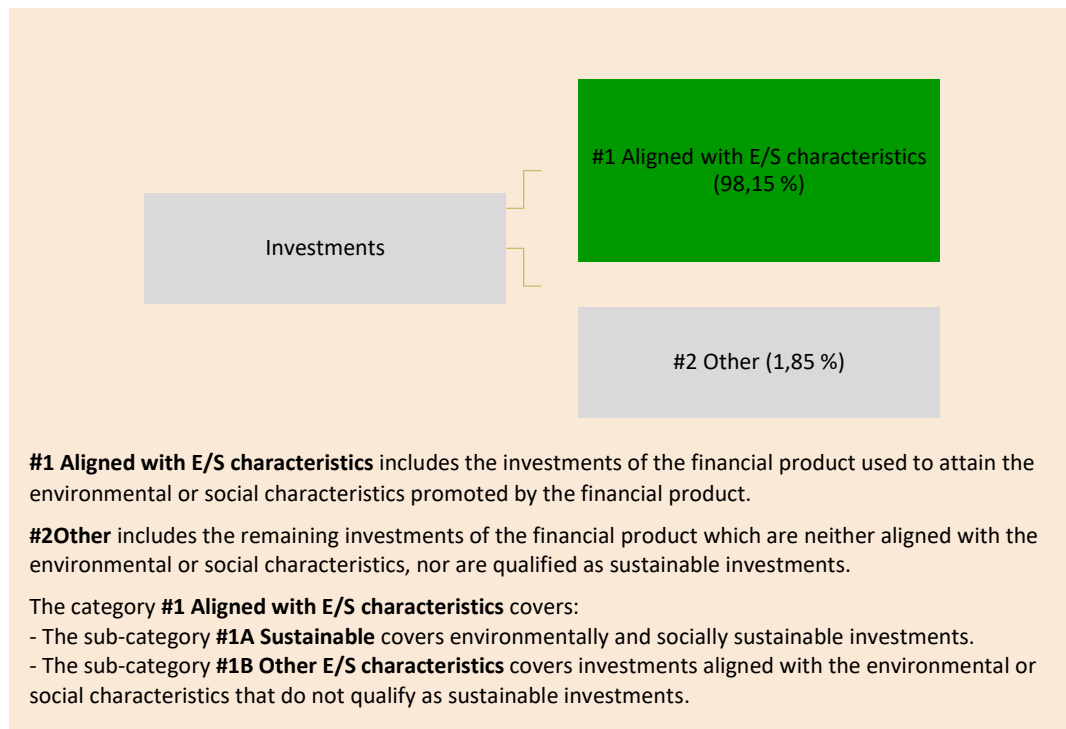 #1 Aligned with E/S characteristics
(98,15 %)
Investments
#2 Other (1,85 %)
#1 Aligned with E/S characteristics includes the investments of the financial product used to attain the
environmental or social characteristics promoted by the financial product.
#2Other includes the remaining investments of the financial product which are neither aligned with the
environmental or social characteristics, nor are qualified as sustainable investments.
The category #1 Aligned with E/S characteristics covers:
- The sub-category #1A Sustainable covers environmentally and socially sustainable investments.
- The sub-category #1B Other E/S characteristics covers investments aligned with the environmental or
social characteristics that do not qualify as sustainable investments.